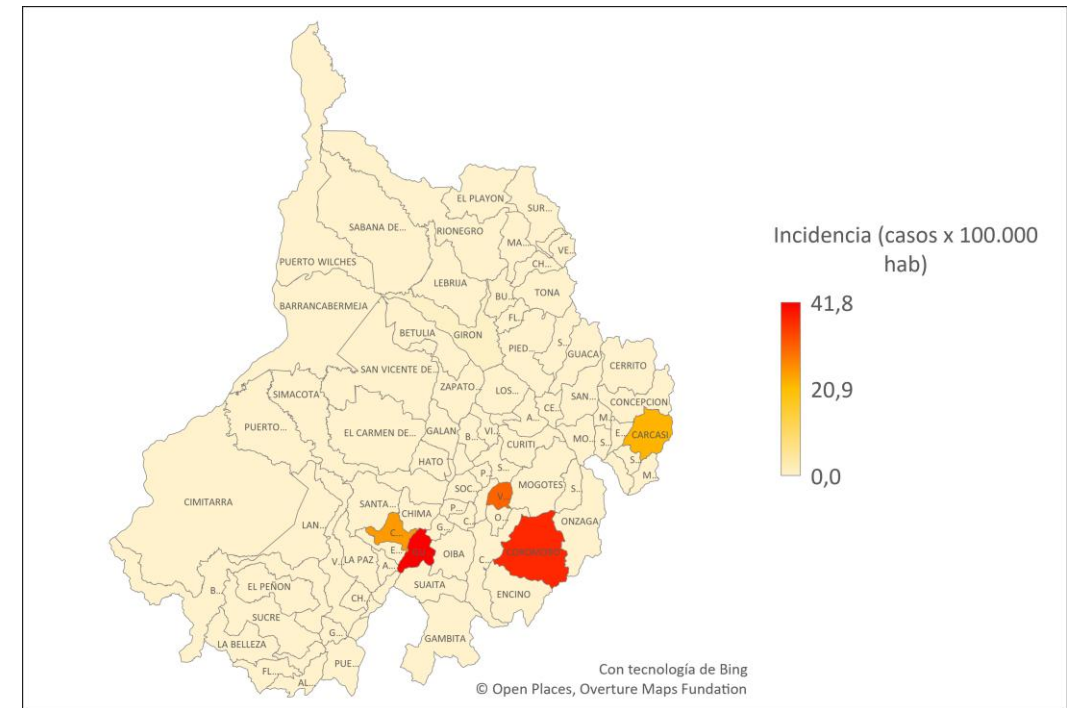 EL PLAYON
SUR...
SABANA DE...
RIONEGRO
MA...
VE...
PUERTO WILCHES
CH...
LEBRIJA
BU...
TONA
BARRANCABERMEJA
FL...
BETULIA
GIRON
PIED...
S...
GUACA
SAN VICENTE DE...
CERRITO
ZAPATO...
LOS...
SIMACOTA
CE...
SAN...
CONCEPCION
A...
M...
PUERTO...
EL CARMEN DE...
GALAN
B...
VI...
CURITI
MO...
S...
E...
CARCASI
HATO
P...
S...
S...
M...
CIMITARRA
SANTA...
CHIMA
SOC...
V...
MOGOTES
S...
P...
LAN...
C...
G...
C...
O...
ONZAGA
V...
LA PAZ
E...
A...
OIBA
C...
B...
EL PEÑON
CH...
SUAITA
ENCINO
SUCRE
G...
LA BELLEZA
GAMBITA
FL...
AL...
PUE...
Incidencia (casos x 100.000
hab)
41,8
20,9
0,0
Con tecnología de Bing
© Open Places, Overture Maps Fundation